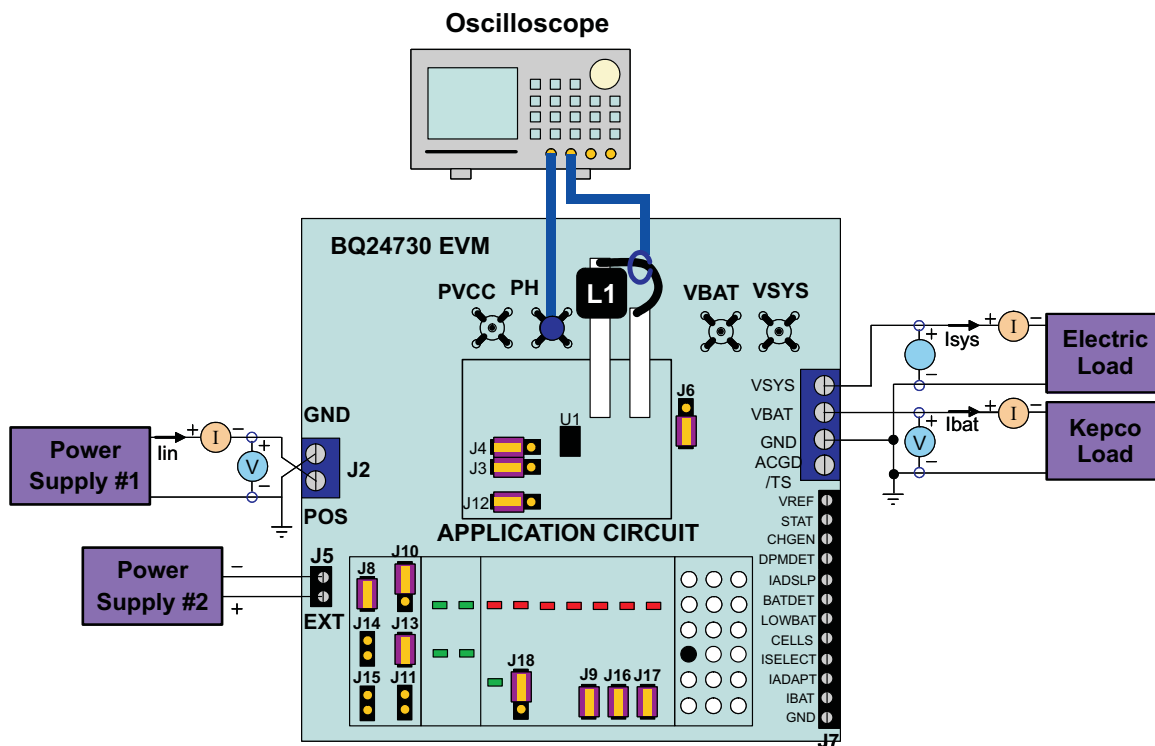 Oscilloscope
BQ24730 EVM
PVCC
PH
L1
VBAT
VSYS
J6
U1
J4
J3
J12
APPLICATION CIRCUIT
GND
J2
POS
J5
EXT
Power
Supply #1
Iin
+
I
−
+
V
Power
Supply #2
−
+
VSYS
VBAT
GND
ACGD
/TS
+
−
Isys
+
I
−
Electric
Load
+
V
−
Ibat
+
I
−
Kepco
Load
VREF
STAT
CHGEN
DPMDET
IADSLP
BATDET
LOWBAT
CELLS
ISELECT
IADAPT
IBAT
GND
J7
J8
J10
J14
J13
J15
J11
J18
J9
J16
J17